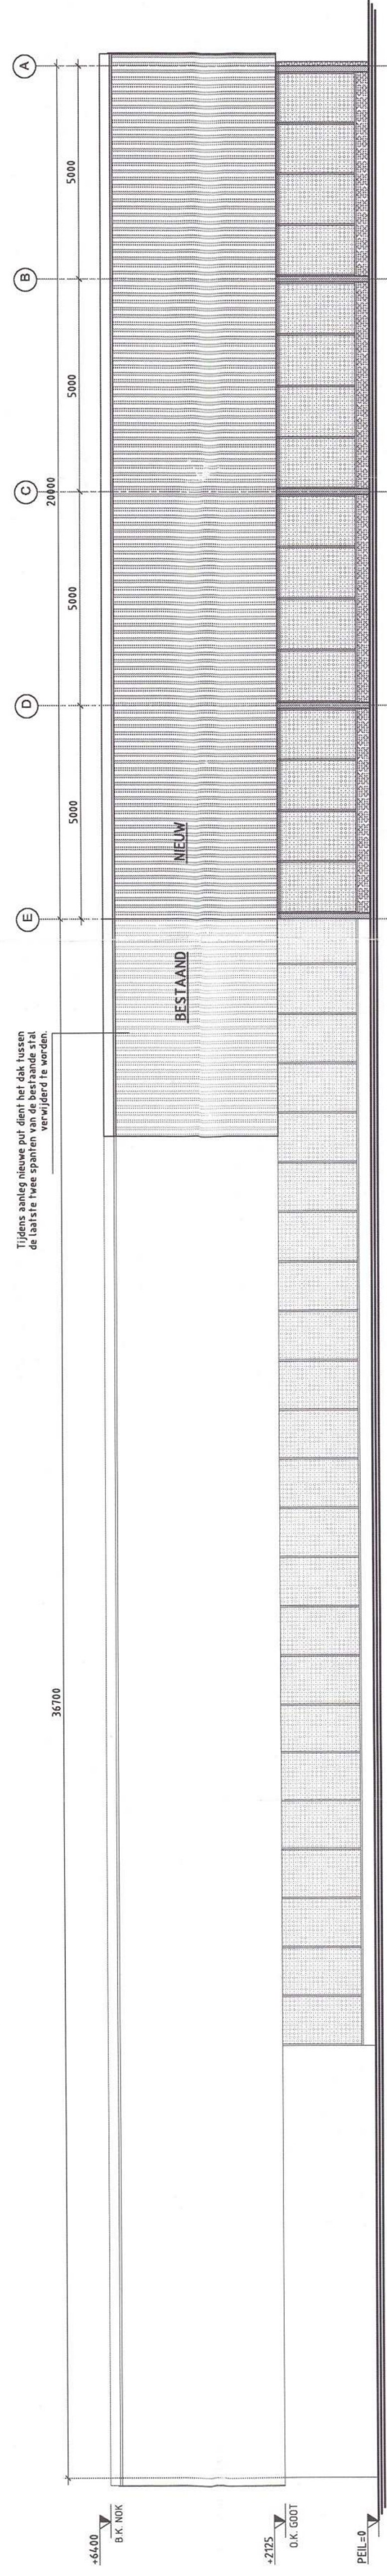 +6400
B.K. NOK
+2125
O.K. GOOT
PEIL=0
36700
Tijdens aanleg nieuwe put dient het dak tussen
de laatste twee spanten van de bestaande stal
verwijderd te worden.
BESTAAND
NIEUW
20000
5000
5000
5000
5000
E
D
C
B
A